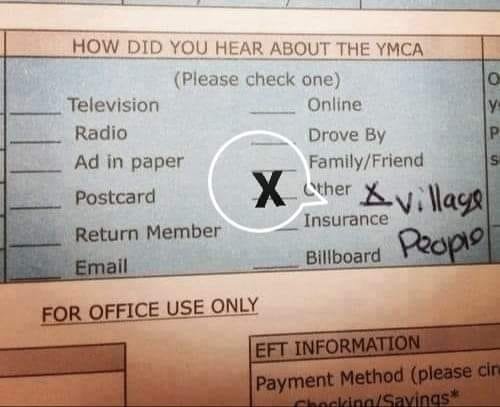 HOW DID YOU HEAR ABOUT THE YMCA
(Please check one)
Television
Radio
Ad in paper
Postcard
Return Member
Email
Online
Drove By
Family/Friend
X Other X Village
Insurance
People
Billboard
FOR OFFICE USE ONLY
EFT INFORMATION
Payment Method (please cir
Checking/Savings*